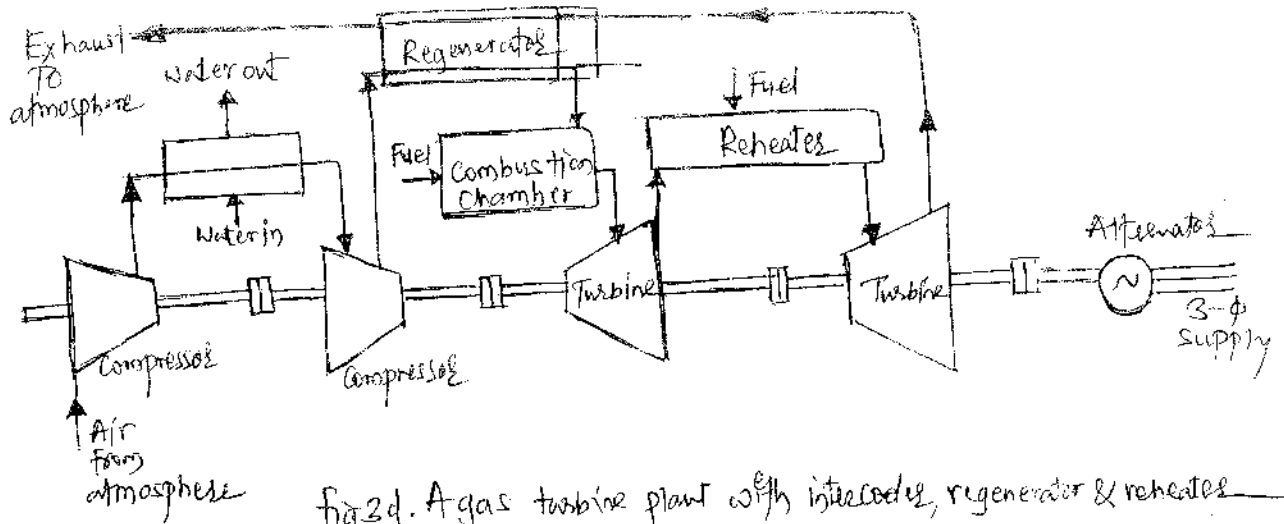 Exhaust
TO
atmosphere
Water out
Regenerator
Fuel
Reheater
Fuel
Combustion
Chamber
Water in
Alternator
Turbine
Turbine
~
3-ϕ
supply
Compressor
Compressor
Air
from
atmosphere
fig 3d. A gas turbine plant with intercooler, regenerator & reheater